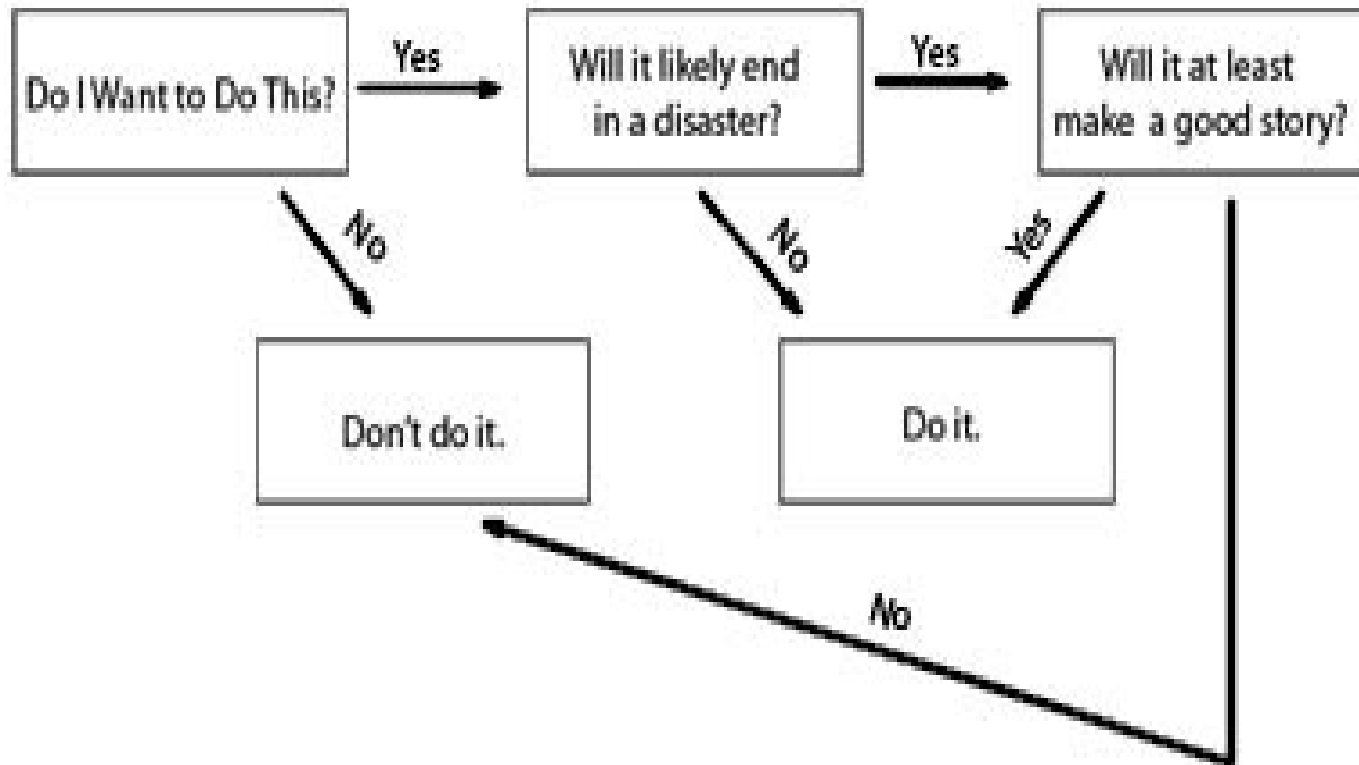 Do I Want to Do This?
Yes
Will it likely end
in a disaster?
Yes
Will it at least
make a good story?
No
No
Yes
Don't do it.
Do it.
No